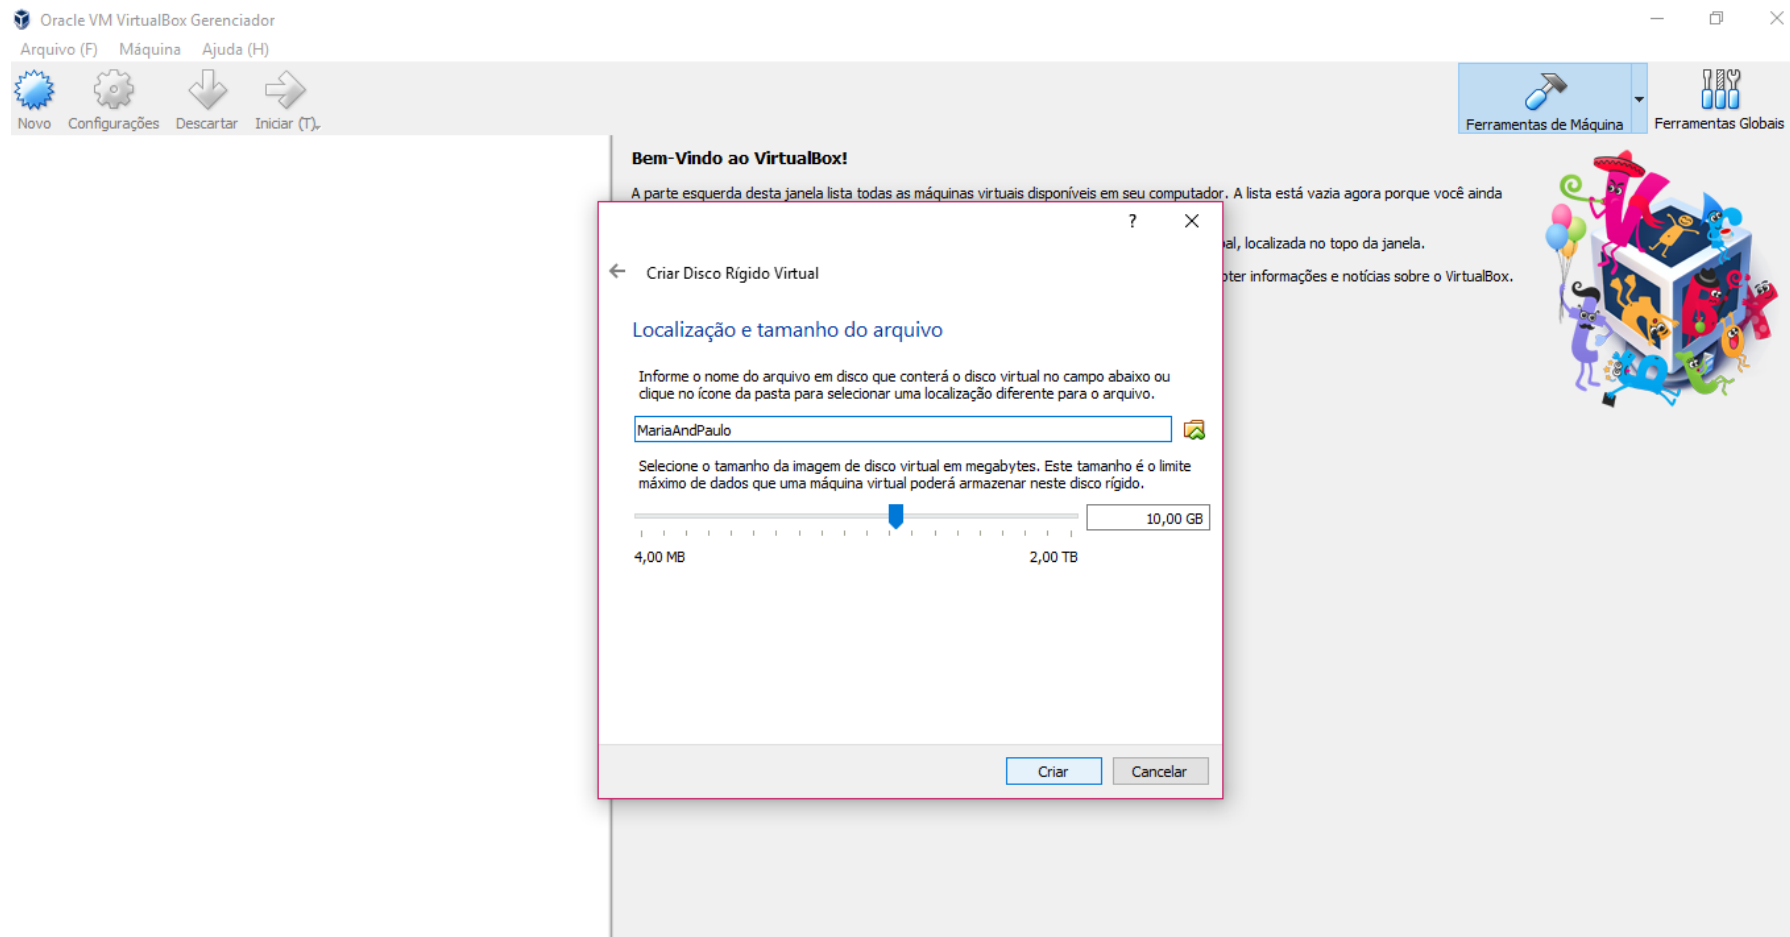 Oracle VM VirtualBox Gerenciador
Arquivo (F) Máquina Ajuda (H)
Novo Configurações Descartar Iniciar (T)
Ferramentas de Máquina Ferramentas Globais
Bem-Vindo ao VirtualBox!
A parte esquerda desta janela lista todas as máquinas virtuais disponíveis em seu computador. A lista está vazia agora porque você ainda
al, localizada no topo da janela.
ter informações e notícias sobre o VirtualBox.
?
Criar Disco Rígido Virtual
Localização e tamanho do arquivo
Informe o nome do arquivo em disco que conterá o disco virtual no campo abaixo ou
clique no ícone da pasta para selecionar uma localização diferente para o arquivo.
MariaAndPaulo
Selecione o tamanho da imagem de disco virtual em megabytes. Este tamanho é o limite
máximo de dados que uma máquina virtual poderá armazenar neste disco rígido.
10,00 GB
4,00 MB 2,00 TB
Criar Cancelar